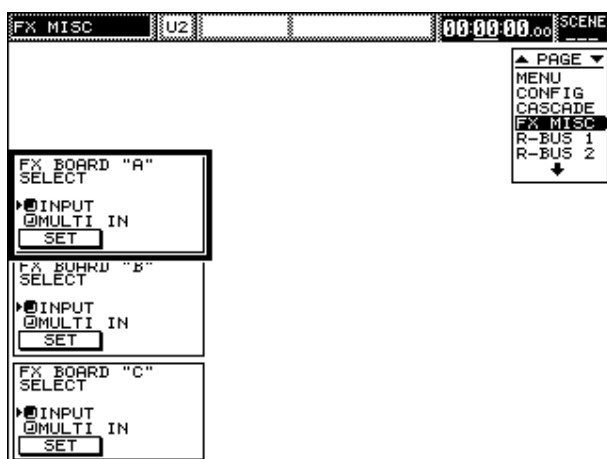 FX MISC U2 00:00:00.00 SCENE
PAGE
MENU
CONFIG
CASCADE
FX MISC
R-BUS 1
R-BUS 2
FX BOARD "A"
SELECT
INPUT
MULTI IN
SET
FX BOARD "B"
SELECT
INPUT
MULTI IN
SET
FX BOARD "C"
SELECT
INPUT
MULTI IN
SET